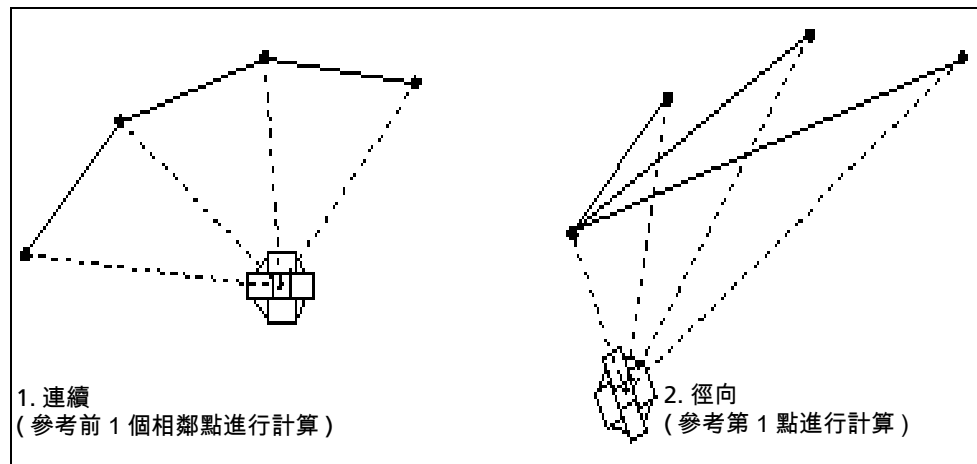 1. 連續
( 參考前 1 個相鄰點進行計算 )
2. 徑向
( 參考第 1 點進行計算 )